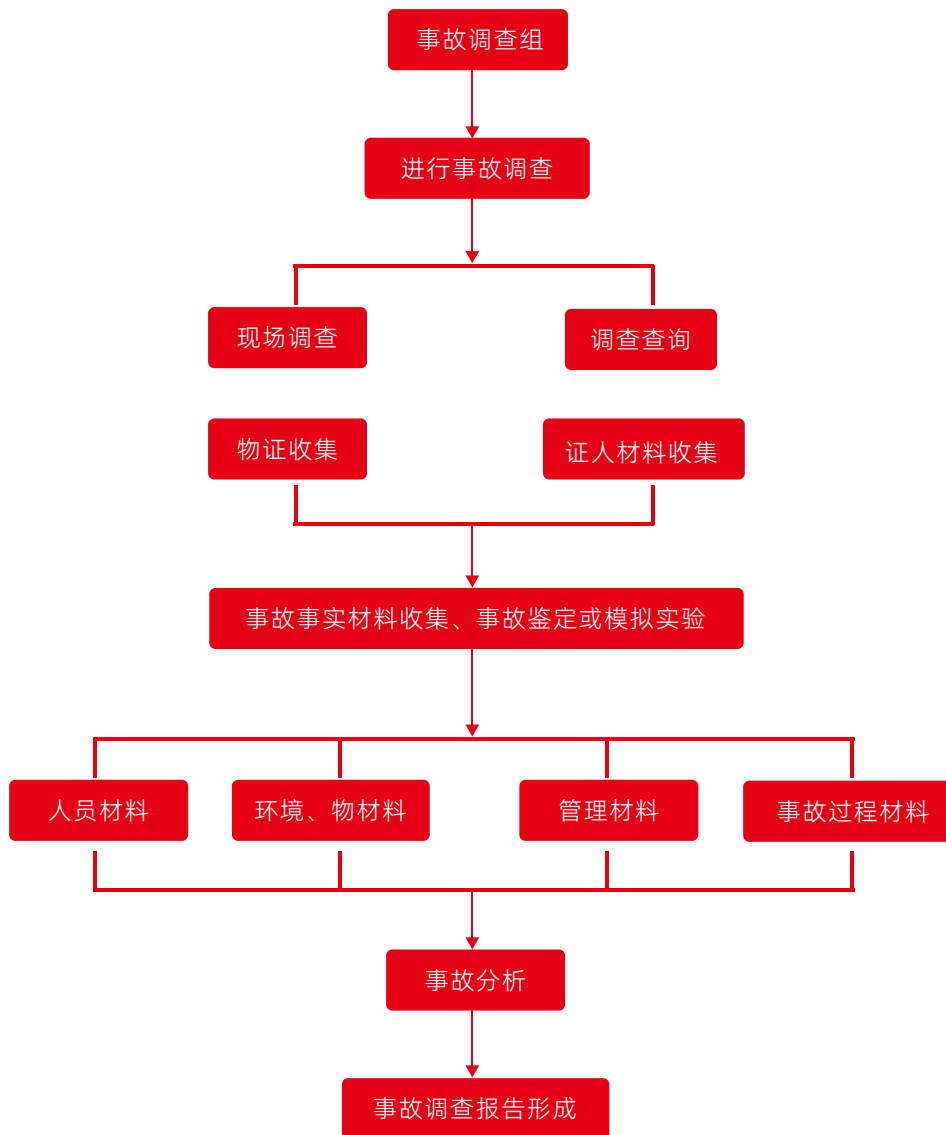 事故调查组
进行事故调查
现场调查
调查查询
物证收集
证人材料收集
事故事实材料收集、事故鉴定或模拟实验
人员材料
环境、物材料
管理材料
事故过程材料
事故分析
事故调查报告形成